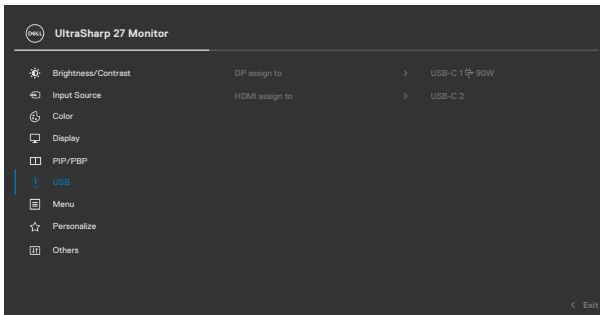 DELL UltraSharp 27 Monitor
Brightness/Contrast DP assign to > USB-C 1 90W
Input Source HDMI assign to > USB-C 2
Color
Display
PIP/PBP
USB
Menu
Personalize
Others
< Exit